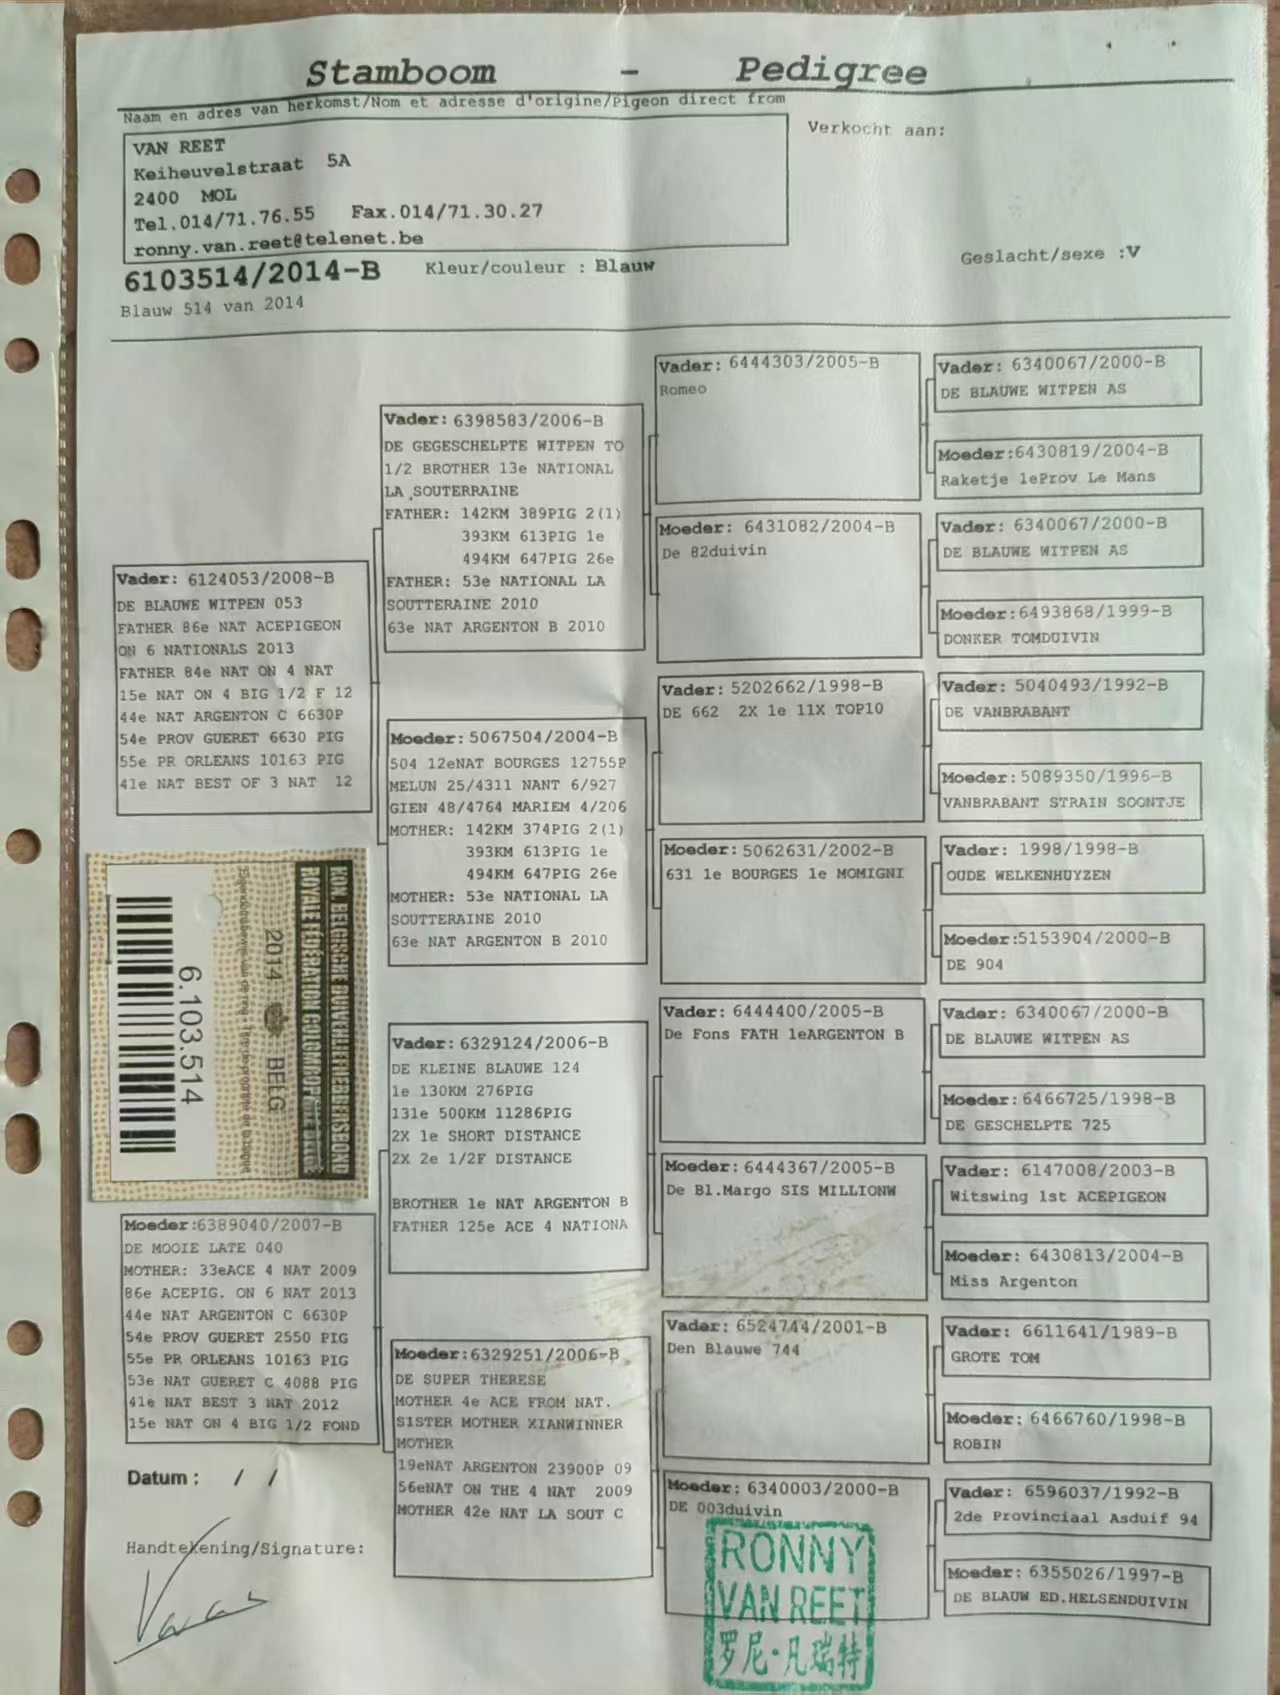 Stamboom - Pedigree
Naam en adres van herkomst/Nom et adresse d'origine/Pigeon direct from
VAN REET
Keiheuvelstraat 5A
2400 MOL
Tel.014/71.76.55 Fax.014/71.30.27
ronny.van.reet@telenet.be
Verkocht aan:
6103514/2014-B
Kleur/couleur : Blauw
Geslacht/sexe :V
Blauw 514 van 2014
Vader: 6124053/2008-B
DE BLAUWE WITPEN 053
FATHER 86e NAT ACEPIGEON
ON 6 NATIONALS 2013
FATHER 84e NAT ON 4 NAT
15e NAT ON 4 BIG 1/2 F 12
44e NAT ARGENTON C 6630P
54e PROV GUERET 6630 PIG
55e PR ORLEANS 10163 PIG
41e NAT BEST OF 3 NAT 12
KON.BELGISCHE DUIVENLIEFHEBBERSBOND
ROYALE FEDERATION COLOMBOPHILE BELGE
2014 BELG
6.103.514
Moeder:6389040/2007-B
DE MOOIE LATE 040
MOTHER: 33eACE 4 NAT 2009
86e ACEPIG. ON 6 NAT 2013
44e NAT ARGENTON C 6630P
54e PROV GUERET 2550 PIG
55e PR ORLEANS 10163 PIG
53e NAT GUERET C 4088 PIG
41e NAT BEST 3 NAT 2012
15e NAT ON 4 BIG 1/2 FOND
Datum : / /
Handtekening/Signature:
Vader: 6398583/2006-B
DE GEGESCHELPTE WITPEN TO
1/2 BROTHER 13e NATIONAL
LA SOUTERRAINE
FATHER: 142KM 389PIG 2(1)
393KM 613PIG 1e
494KM 647PIG 26e
FATHER: 53e NATIONAL LA
SOUTTERAINE 2010
63e NAT ARGENTON B 2010
Moeder: 5067504/2004-B
504 12eNAT BOURGES 12755P
MELUN 25/4311 NANT 6/927
GIEN 48/4764 MARIEM 4/206
MOTHER: 142KM 374PIG 2(1)
393KM 613PIG 1e
494KM 647PIG 26e
MOTHER: 53e NATIONAL LA
SOUTTERAINE 2010
63e NAT ARGENTON B 2010
Vader: 6329124/2006-B
DE KLEINE BLAUWE 124
1e 130KM 276PIG
131e 500KM 11286PIG
2X 1e SHORT DISTANCE
2X 2e 1/2F DISTANCE
BROTHER 1e NAT ARGENTON B
FATHER 125e ACE 4 NATIONA
Moeder:6329251/2006-B
DE SUPER THERESE
MOTHER 4e ACE FROM NAT.
S1STER MOTHER XIANWINNER
MOTHER
19eNAT ARGENTON 23900P 09
56eNAT ON THE 4 NAT 2009
MOTHER 42e NAT LA SOUT C
Vader: 6444303/2005-B
Romeo
Moeder: 6431082/2004-B
De 82duivin
Vader: 5202662/1998-B
DE 662 2X 1e 11X TOP10
Moeder: 5062631/2002-B
631 1e BOURGES 1e MOMIGNI
Vader: 6444400/2005-B
De Fons FATH 1eARGENTON B
Moeder: 6444367/2005-B
De Bl.Margo SIS MILLIONW
Vader: 6524744/2001-B
Den Blauwe 744
Moeder: 6340003/2000-B
DE 003duivin
Vader: 6340067/2000-B
DE BLAUWE WITPEN AS
Moeder:6430819/2004-B
Raketje 1eProv Le Mans
Vader: 6340067/2000-B
DE BLAUWE WITPEN AS
Moeder:6493868/1999-B
DONKER TOMDUIVIN
Vader: 5040493/1992-B
DE VANBRABANT
Moeder:5089350/1996-B
VANBRABANT STRAIN SOONTJE
Vader: 1998/1998-B
OUDE WELKENHUYZEN
Moeder:5153904/2000-B
DE 904
Vader: 6340067/2000-B
DE BLAUWE WITPEN AS
Moeder: 6466725/1998-B
DE GESCHELPTE 725
Vader: 6147008/2003-B
Witswing 1st ACEPIGEON
Moeder: 6430813/2004-B
Miss Argenton
Vader: 6611641/1989-B
GROTE TOM
Moeder: 6466760/1998-B
ROBIN
Vader: 6596037/1992-B
2de Provinciaal Asduif 94
Moeder: 6355026/1997-B
DE BLAUW ED.HELSENDUIVIN
RONNY
VAN REET
罗尼·凡瑞特